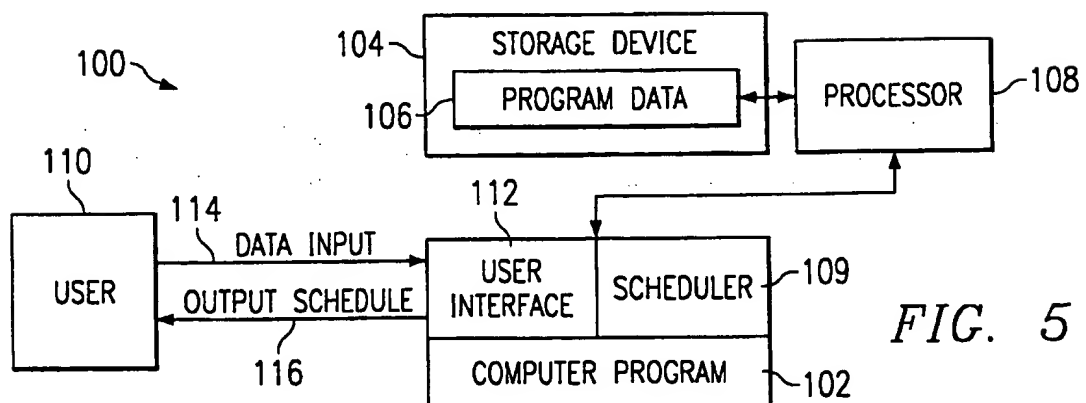 100
104
STORAGE DEVICE
106
PROGRAM DATA
PROCESSOR
108
110
USER
114
DATA INPUT
OUTPUT SCHEDULE
116
112
USER
INTERFACE
SCHEDULER
109
COMPUTER PROGRAM
102
FIG. 5